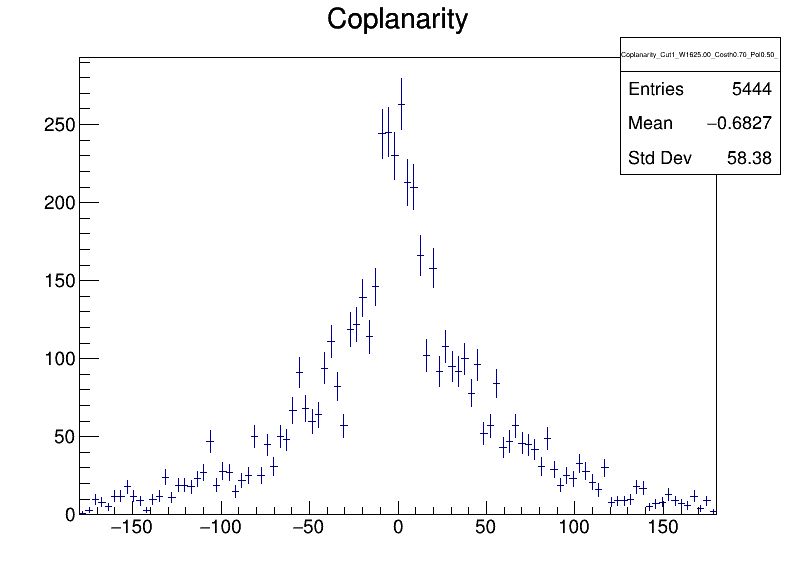 Coplanarity
Coplanarity_Cut1_W1625.00_Costh0.70_Pol0.50_
Entries 5444
Mean −0.6827
Std Dev 58.38
250
200
150
100
50
0
−150 −100 −50 0 50 100 150